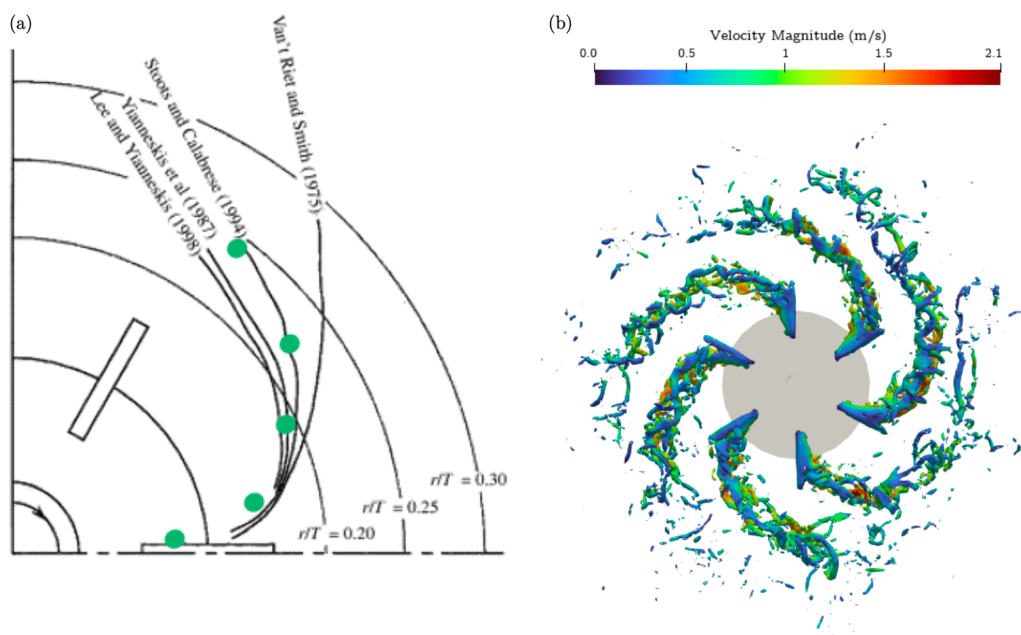 (a)
Van't Riet and Smith (1975)
Stoots and Calabrese (1994)
Yianneskis et al (1987)
Lee and Yianneskis (1998)
r/T = 0.30
r/T = 0.25
r/T = 0.20
(b)
Velocity Magnitude (m/s)
0.0 0.5 1 1.5 2.1